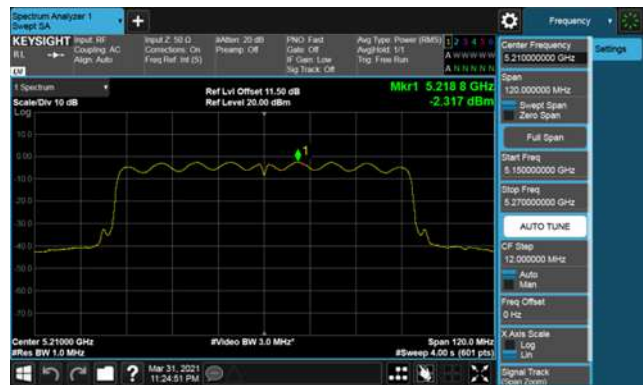 Spectrum Analyzer 1
Swept SA
Frequency
KEYSIGHT
Input: RF
Coupling: AC
Align: Auto
Input Z: 50 Ω
Corrections: On
Freq Ref: Int (S)
#Atten: 20 dB
Preamp: Off
PNO: Fast
Gate: Off
IF Gain: Low
Sig Track: Off
Avg Type: Power (RMS)
Avg|Hold: 1/1
Trig: Free Run
1 2 3 4 5 6
A W W W W W
A N N N N N
RL
LV
1 Spectrum
Scale/Div 10 dB
Log
Ref Lvl Offset 11.50 dB
Ref Level 20.00 dBm
Mkr1 5.218 8 GHz
-2.317 dBm
10.0
0.00
-10.0
-20.0
-30.0
-40.0
-50.0
-60.0
-70.0
1
Center 5.21000 GHz
#Res BW 1.0 MHz
#Video BW 3.0 MHz*
Span 120.0 MHz
#Sweep 4.00 s (601 pts)
Mar 31, 2021
11:24:51 PM
Center Frequency
5.210000000 GHz
Settings
Span
120.000000 MHz
Swept Span
Zero Span
Full Span
Start Freq
5.150000000 GHz
Stop Freq
5.270000000 GHz
AUTO TUNE
CF Step
12.000000 MHz
Auto
Man
Freq Offset
0 Hz
X Axis Scale
Log
Lin
Signal Track
(Span Zoom)